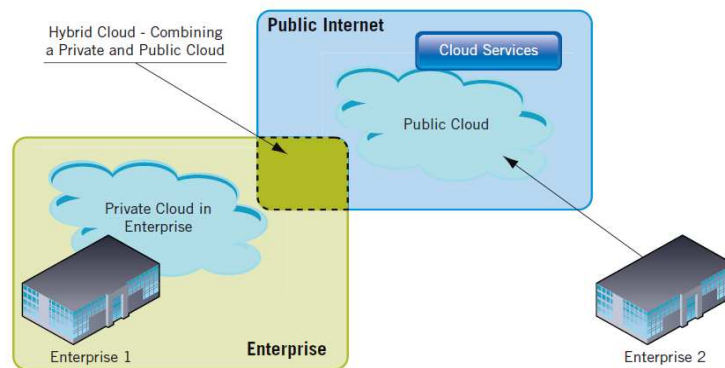 Hybrid Cloud - Combining
a Private and Public Cloud
Public Internet
Cloud Services
Public Cloud
Private Cloud in
Enterprise
Enterprise 1
Enterprise
Enterprise 2